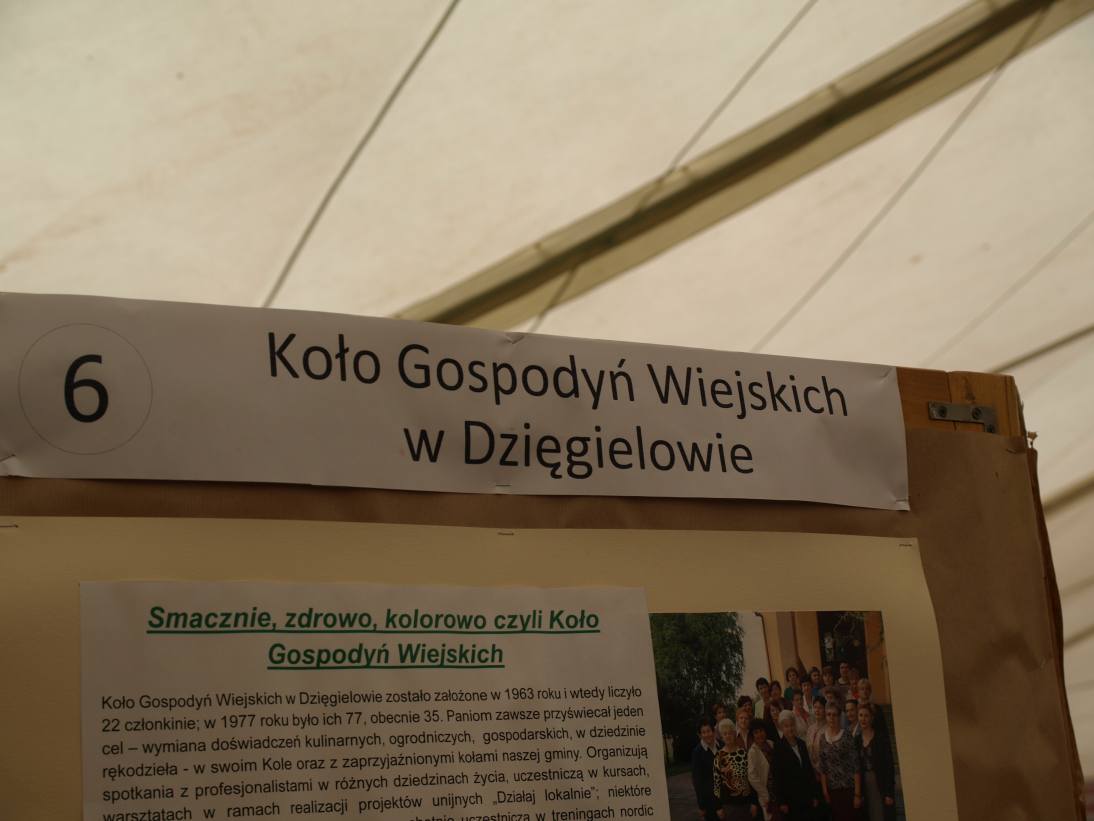 6
Koło Gospodyń Wiejskich
w Dzięgielowie
Smacznie, zdrowo, kolorowo czyli Koło
Gospodyń Wiejskich
Koło Gospodyń Wiejskich w Dzięgielowie zostało założone w 1963 roku i wtedy liczyło
22 członkinie; w 1977 roku było ich 77, obecnie 35. Paniom zawsze przyświecał jeden
cel – wymiana doświadczeń kulinarnych, ogrodniczych, gospodarskich, w dziedzinie
rękodzieła - w swoim Kole oraz z zaprzyjaźnionymi kołami naszej gminy. Organizują
spotkania z profesjonalistami w różnych dziedzinach życia, uczestniczą w kursach,
warsztatach w ramach realizacji projektów unijnych „Działaj lokalnie"; niektóre
uczestniczą w treningach nordic